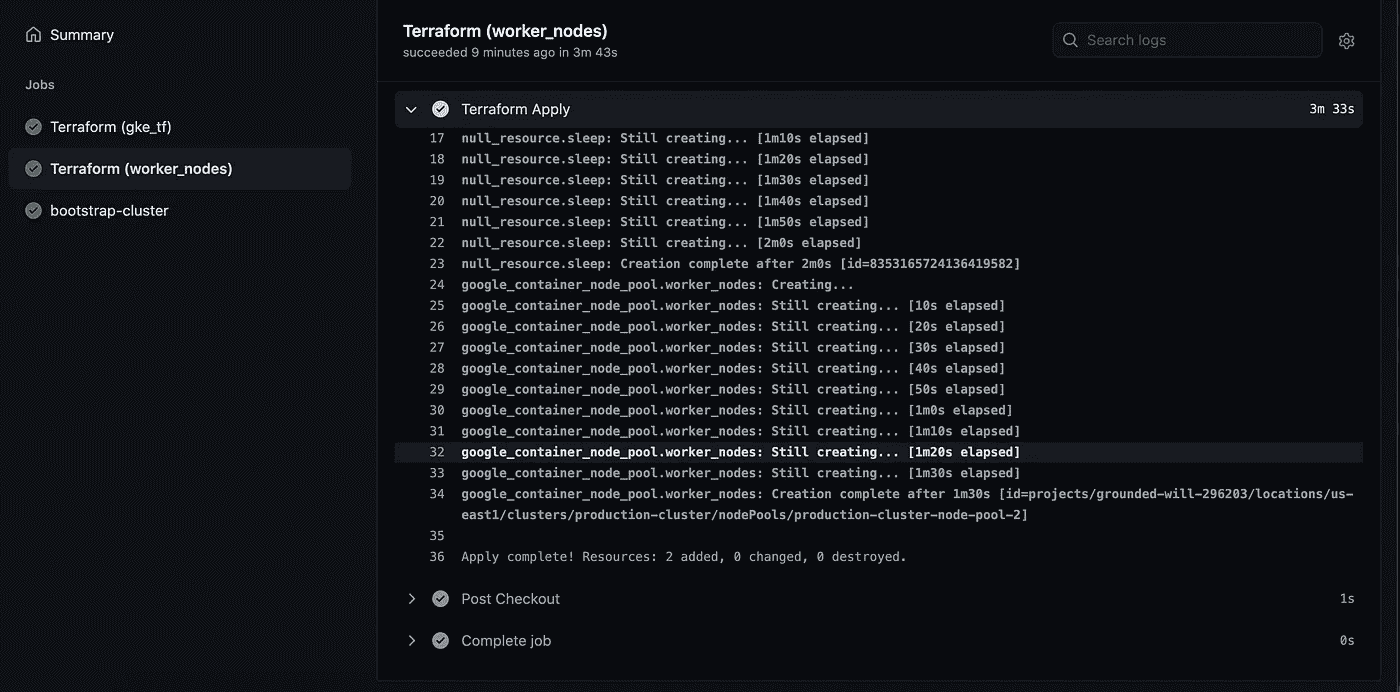 Summary
Jobs
Terraform (gke_tf)
Terraform (worker_nodes)
bootstrap-cluster
Terraform (worker_nodes)
succeeded 9 minutes ago in 3m 43s
Search logs
Terraform Apply 3m 33s
17 null_resource.sleep: Still creating... [1m10s elapsed]
18 null_resource.sleep: Still creating... [1m20s elapsed]
19 null_resource.sleep: Still creating... [1m30s elapsed]
20 null_resource.sleep: Still creating... [1m40s elapsed]
21 null_resource.sleep: Still creating... [1m50s elapsed]
22 null_resource.sleep: Still creating... [2m0s elapsed]
23 null_resource.sleep: Creation complete after 2m0s [id=8353165724136419582]
24 google_container_node_pool.worker_nodes: Creating...
25 google_container_node_pool.worker_nodes: Still creating... [10s elapsed]
26 google_container_node_pool.worker_nodes: Still creating... [20s elapsed]
27 google_container_node_pool.worker_nodes: Still creating... [30s elapsed]
28 google_container_node_pool.worker_nodes: Still creating... [40s elapsed]
29 google_container_node_pool.worker_nodes: Still creating... [50s elapsed]
30 google_container_node_pool.worker_nodes: Still creating... [1m0s elapsed]
31 google_container_node_pool.worker_nodes: Still creating... [1m10s elapsed]
32 google_container_node_pool.worker_nodes: Still creating... [1m20s elapsed]
33 google_container_node_pool.worker_nodes: Still creating... [1m30s elapsed]
34 google_container_node_pool.worker_nodes: Creation complete after 1m30s [id=projects/grounded-will-296203/locations/us-
east1/clusters/production-cluster/nodePools/production-cluster-node-pool-2]
35
36 Apply complete! Resources: 2 added, 0 changed, 0 destroyed.
Post Checkout 1s
Complete job 0s